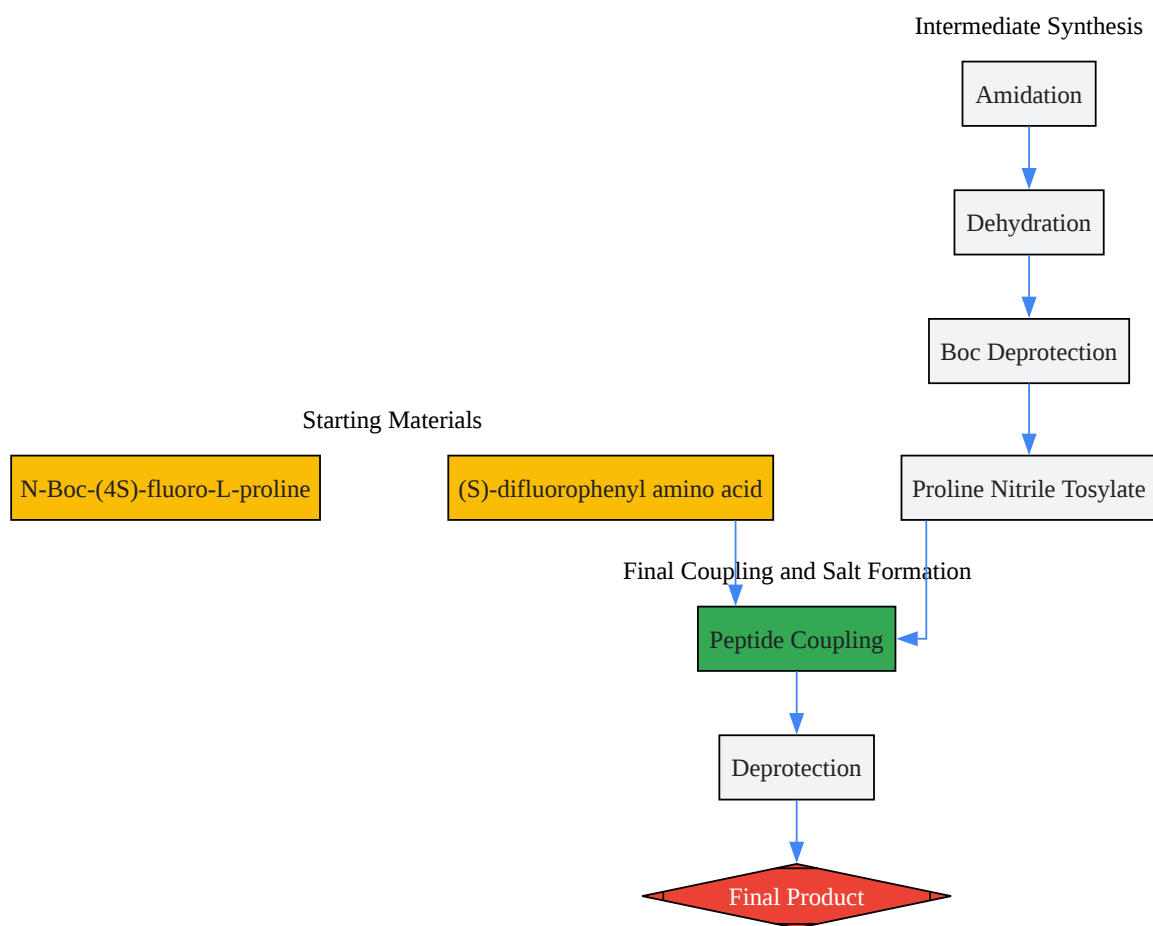 Intermediate Synthesis
Amidation
Dehydration
Boc Deprotection
Starting Materials
N-Boc-(4S)-fluoro-L-proline
(S)-difluorophenyl amino acid
Proline Nitrile Tosylate
Final Coupling and Salt Formation
Peptide Coupling
Deprotection
Final Product